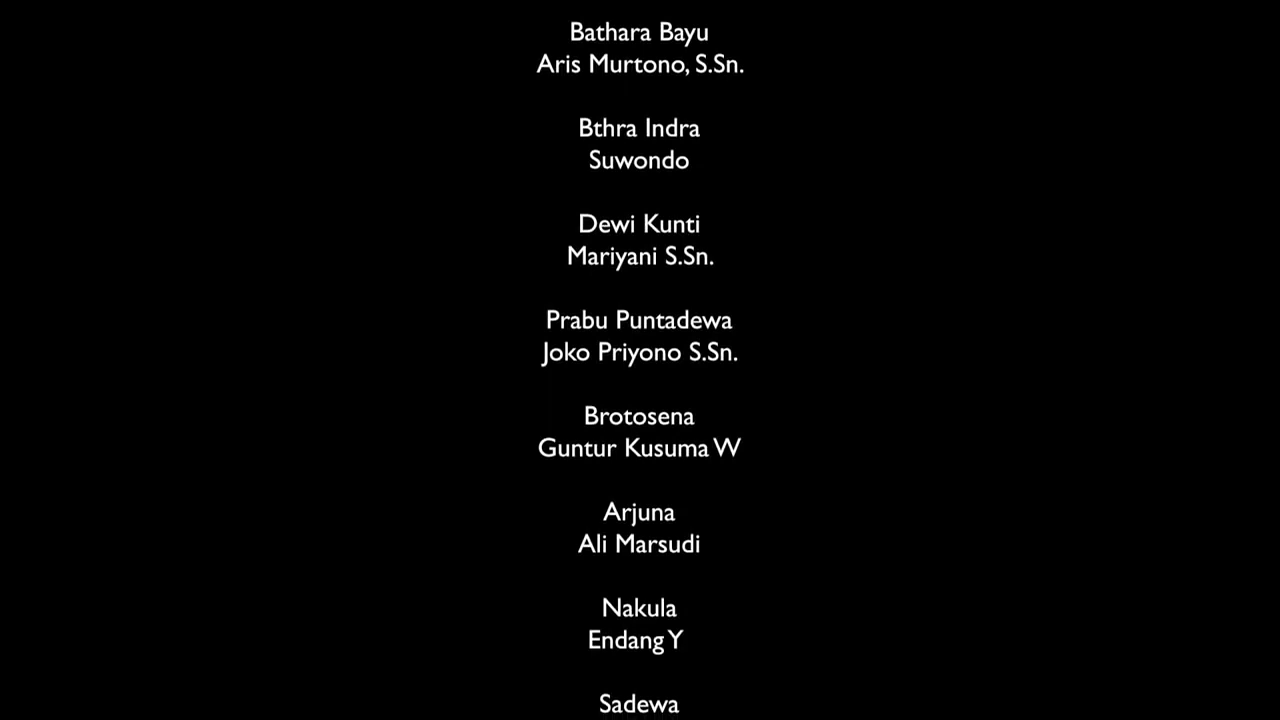 Bathara Bayu
Aris Murtono, S.Sn.
Bthra Indra
Suwondo
Dewi Kunti
Mariyani S.Sn.
Prabu Puntadewa
Joko Priyono S.Sn.
Brotosena
Guntur Kusuma W
Arjuna
Ali Marsudi
Nakula
Endang Y
Sadewa